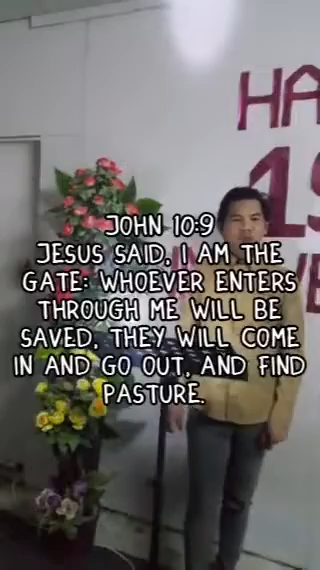 HA
19
JOHN 10:9
JESUS SAID, I AM THE
GATE: WHOEVER ENTERS
THROUGH ME WILL BE
SAVED, THEY WILL COME
IN AND GO OUT, AND FIND
PASTURE.